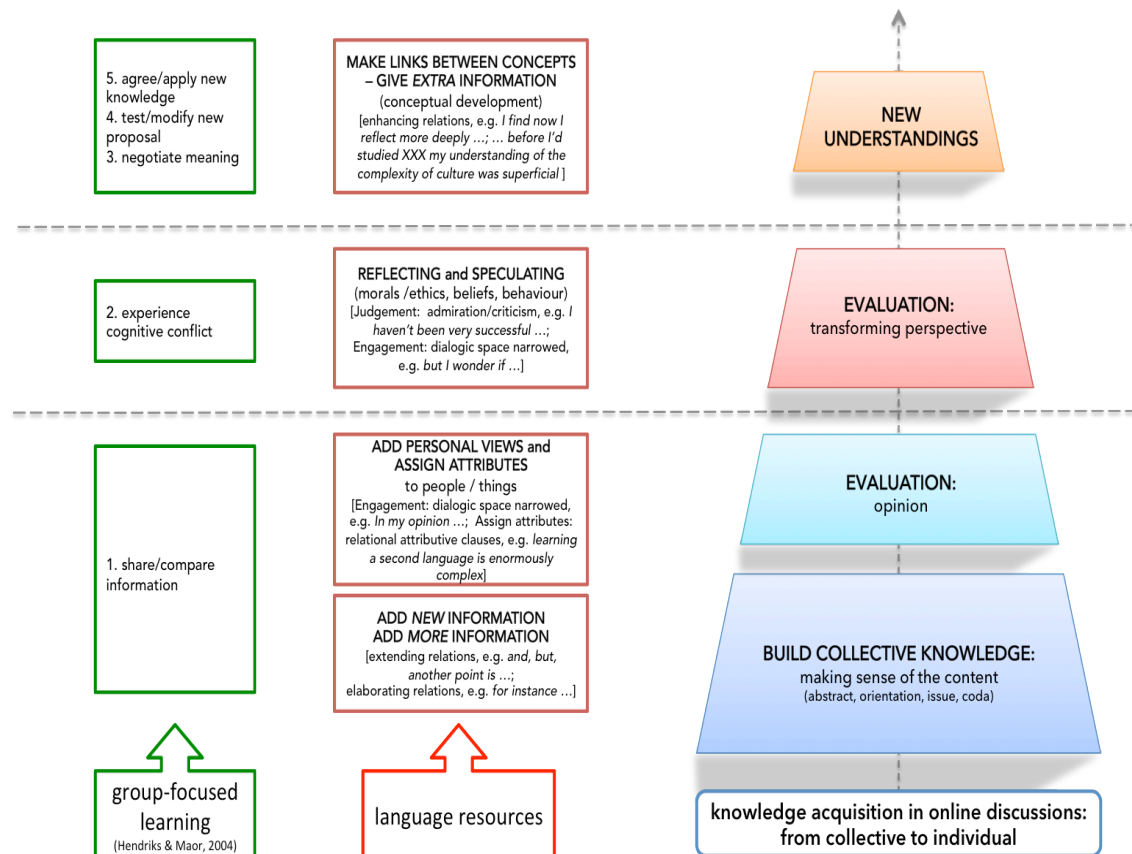 5. agree/apply new
knowledge
4. test/modify new
proposal
3. negotiate meaning
MAKE LINKS BETWEEN CONCEPTS
– GIVE EXTRA INFORMATION
(conceptual development)
[enhancing relations, e.g. I find now I
reflect more deeply …; … before I’d
studied XXX my understanding of the
complexity of culture was superficial ]
NEW
UNDERSTANDINGS
2. experience
cognitive conflict
REFLECTING and SPECULATING
(morals /ethics, beliefs, behaviour)
[Judgement: admiration/criticism, e.g. I
haven’t been very successful …;
Engagement: dialogic space narrowed,
e.g. but I wonder if …]
EVALUATION:
transforming perspective
1. share/compare
information
ADD PERSONAL VIEWS and
ASSIGN ATTRIBUTES
to people / things
[Engagement: dialogic space narrowed,
e.g. In my opinion …; Assign attributes:
relational attributive clauses, e.g. learning
a second language is enormously
complex]
EVALUATION:
opinion
ADD NEW INFORMATION
ADD MORE INFORMATION
[extending relations, e.g. and, but,
another point is …;
elaborating relations, e.g. for instance …]
BUILD COLLECTIVE KNOWLEDGE:
making sense of the content
(abstract, orientation, issue, coda)
group-focused
learning
(Hendriks & Maor, 2004)
language resources
knowledge acquisition in online discussions:
from collective to individual